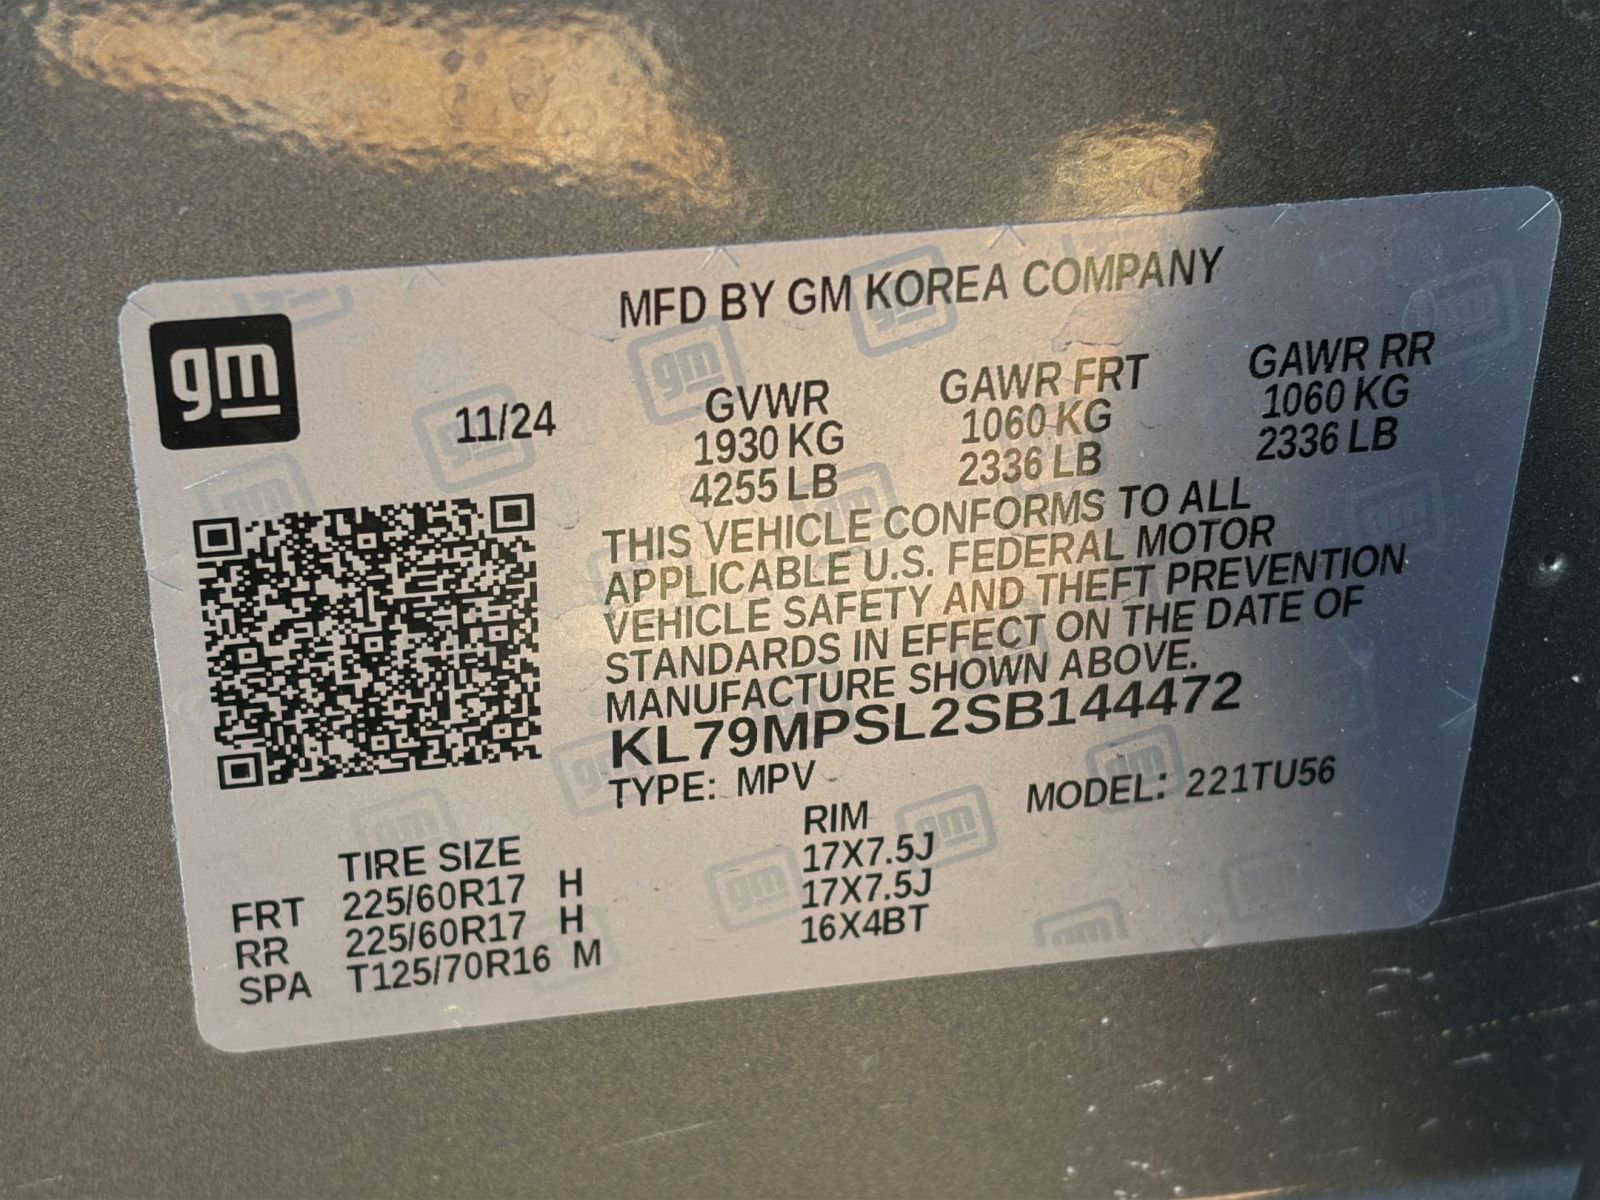 MFD BY GM KOREA COMPANY
gm
11/24
GVWR GAWR FRT GAWR RR
1930 KG 1060 KG 1060 KG
4255 LB 2336 LB 2336 LB
THIS VEHICLE CONFORMS TO ALL
APPLICABLE U.S. FEDERAL MOTOR
VEHICLE SAFETY AND THEFT PREVENTION
STANDARDS IN EFFECT ON THE DATE OF
MANUFACTURE SHOWN ABOVE.
KL79MPSL2SB144472
TYPE: MPV MODEL: 221TU56
TIRE SIZE RIM
FRT 225/60R17 H 17X7.5J
RR 225/60R17 H 17X7.5J
SPA T125/70R16 M 16X4BT